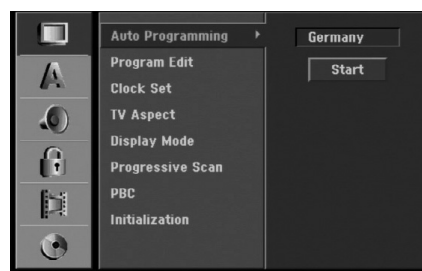 Auto Programming
Program Edit
Clock Set
TV Aspect
Display Mode
Progressive Scan
PBC
Initialization
Germany
Start
A